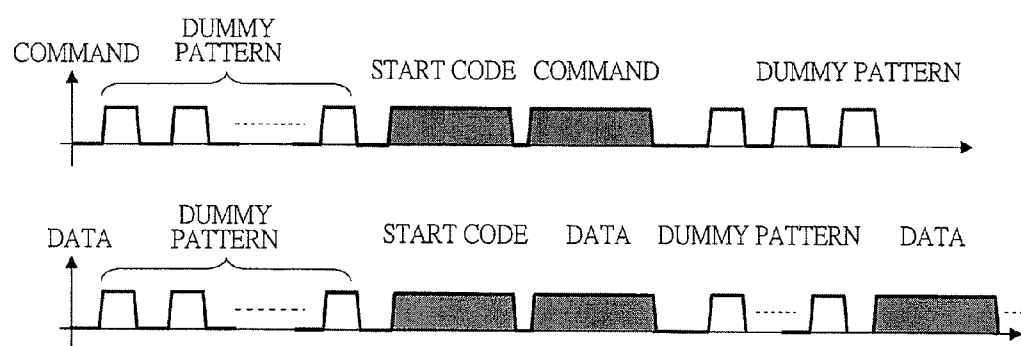 DUMMY
COMMAND PATTERN
START CODE COMMAND DUMMY PATTERN
DUMMY
DATA PATTERN START CODE DATA DUMMY PATTERN DATA